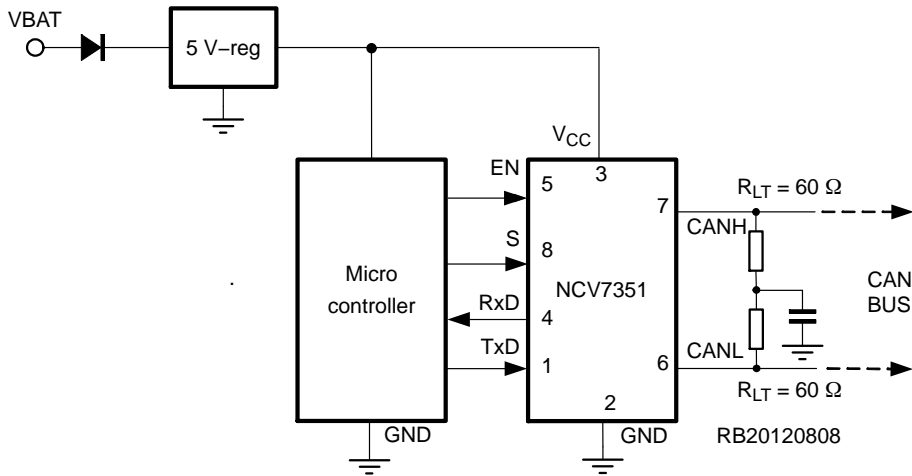 VBAT
5 V−reg
VCC
EN
5
3
RLT = 60 Ω
7
CANH
S
8
Micro
controller
NCV7351
CAN
BUS
RxD
4
TxD
1
CANL
6
RLT = 60 Ω
2
GND
GND
RB20120808